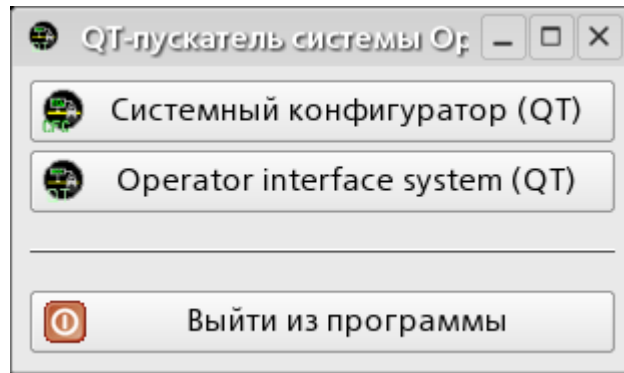 QT-пускатель системы Op
Системный конфигуратор (QT)
Operator interface system (QT)
Выйти из программы